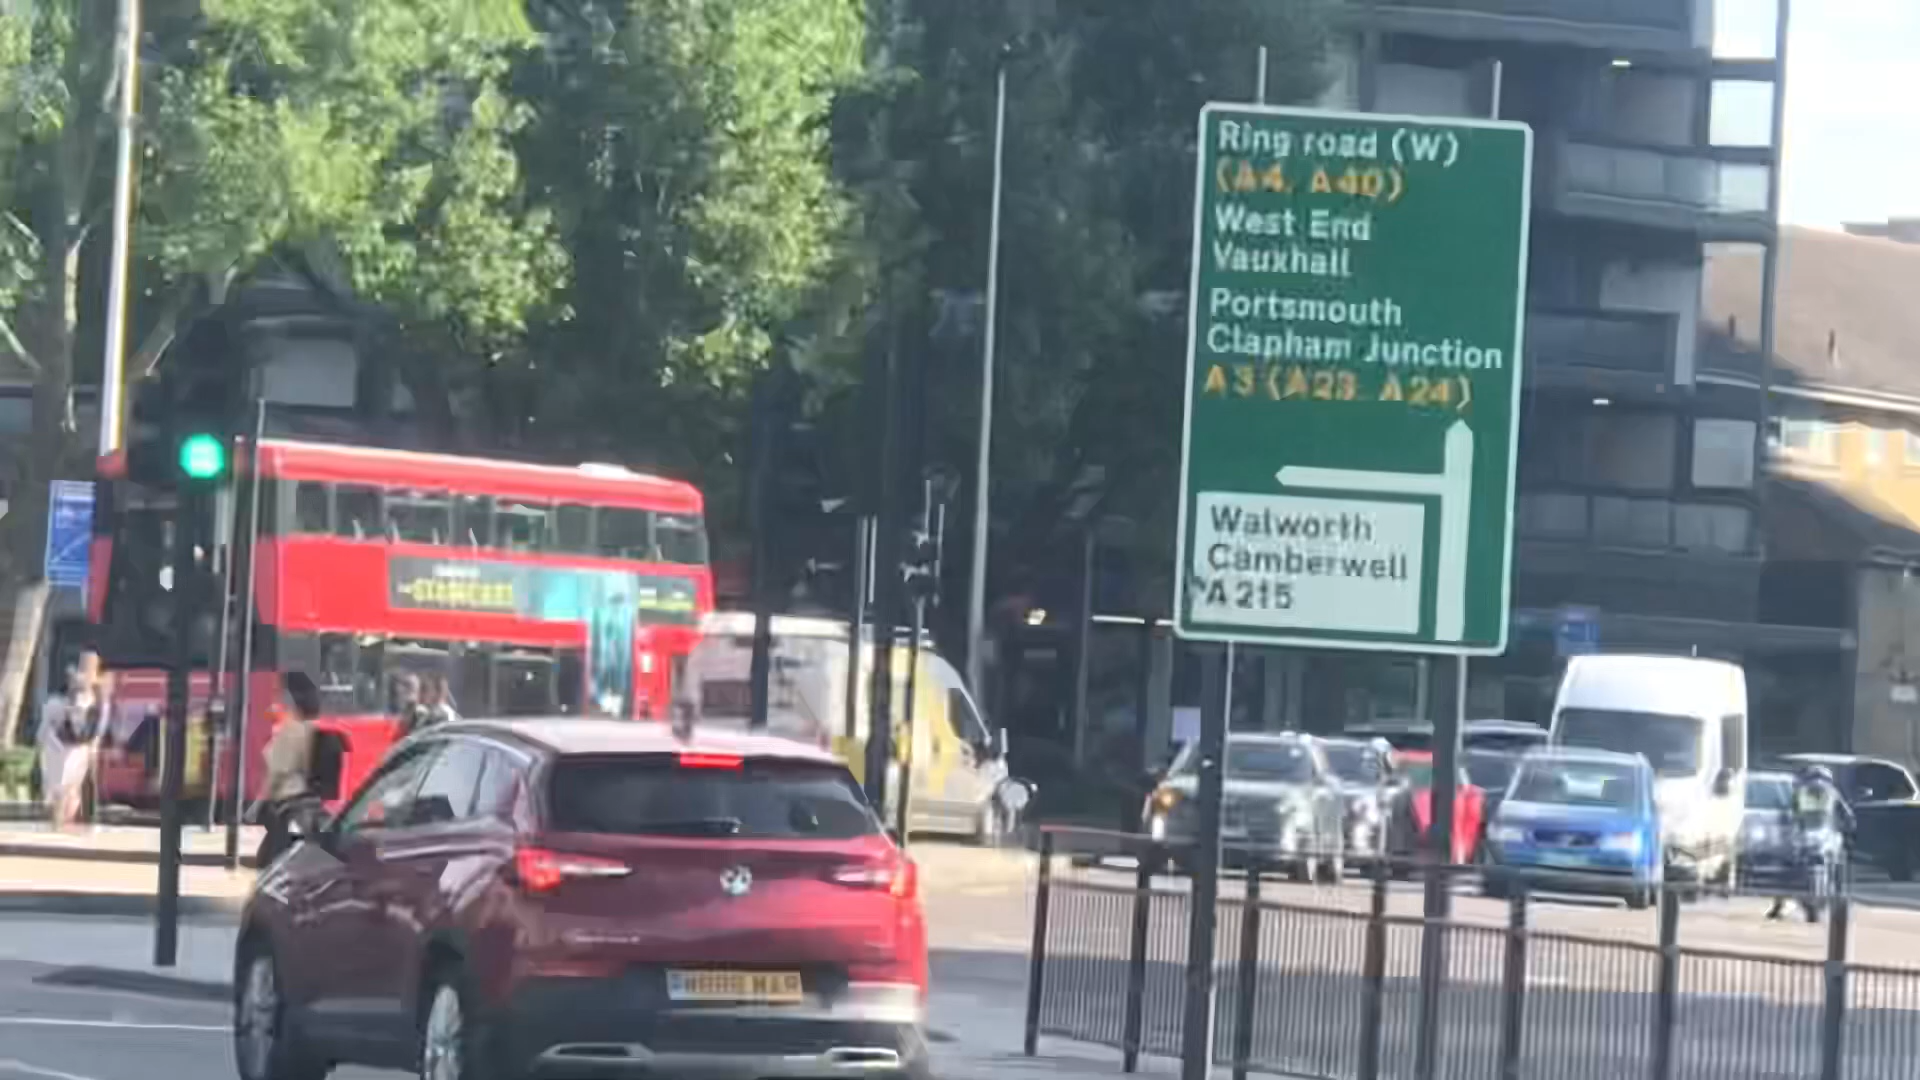 Ring road (W)
(A4, A40)
West End
Vauxhall
Portsmouth
Clapham Junction
A3 (A23, A24)
Walworth
Camberwell
A215